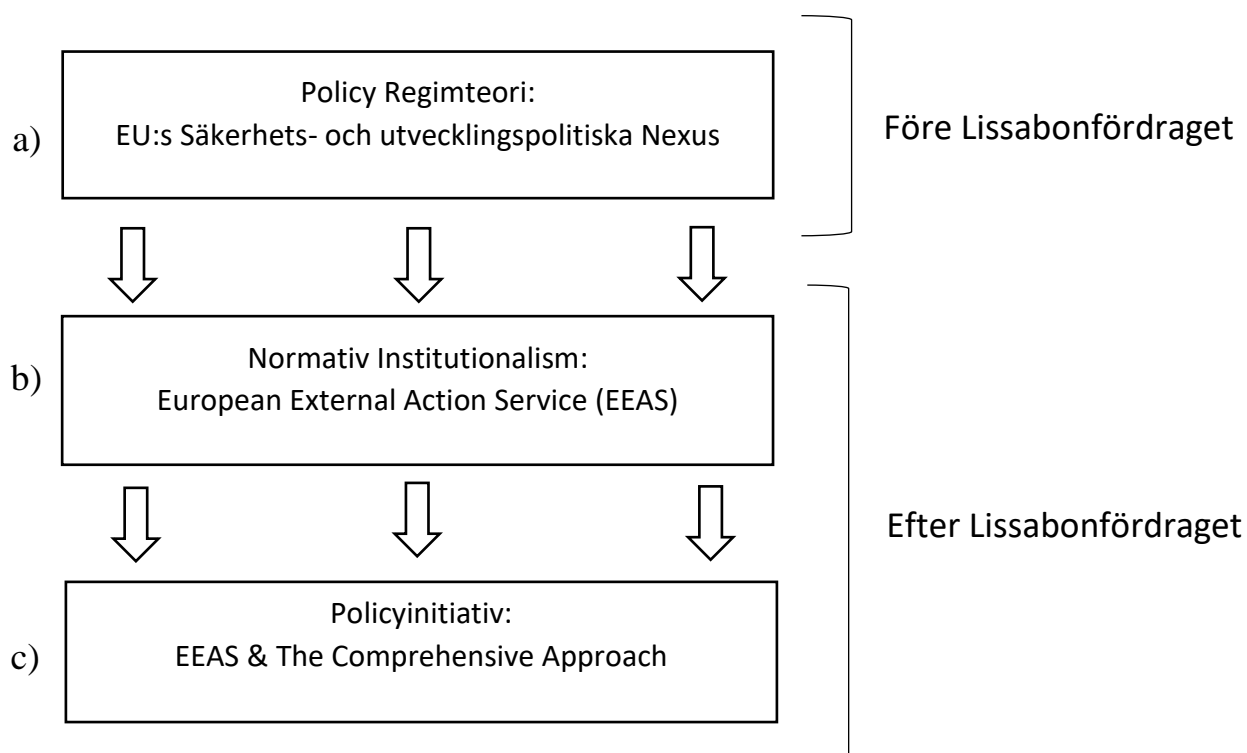 Policy Regimteori:
a) EU:s Säkerhets- och utvecklingspolitiska Nexus
Före Lissabonfördraget
Normativ Institutionalism:
b) European External Action Service (EEAS)
Efter Lissabonfördraget
Policyinitiativ:
c) EEAS & The Comprehensive Approach